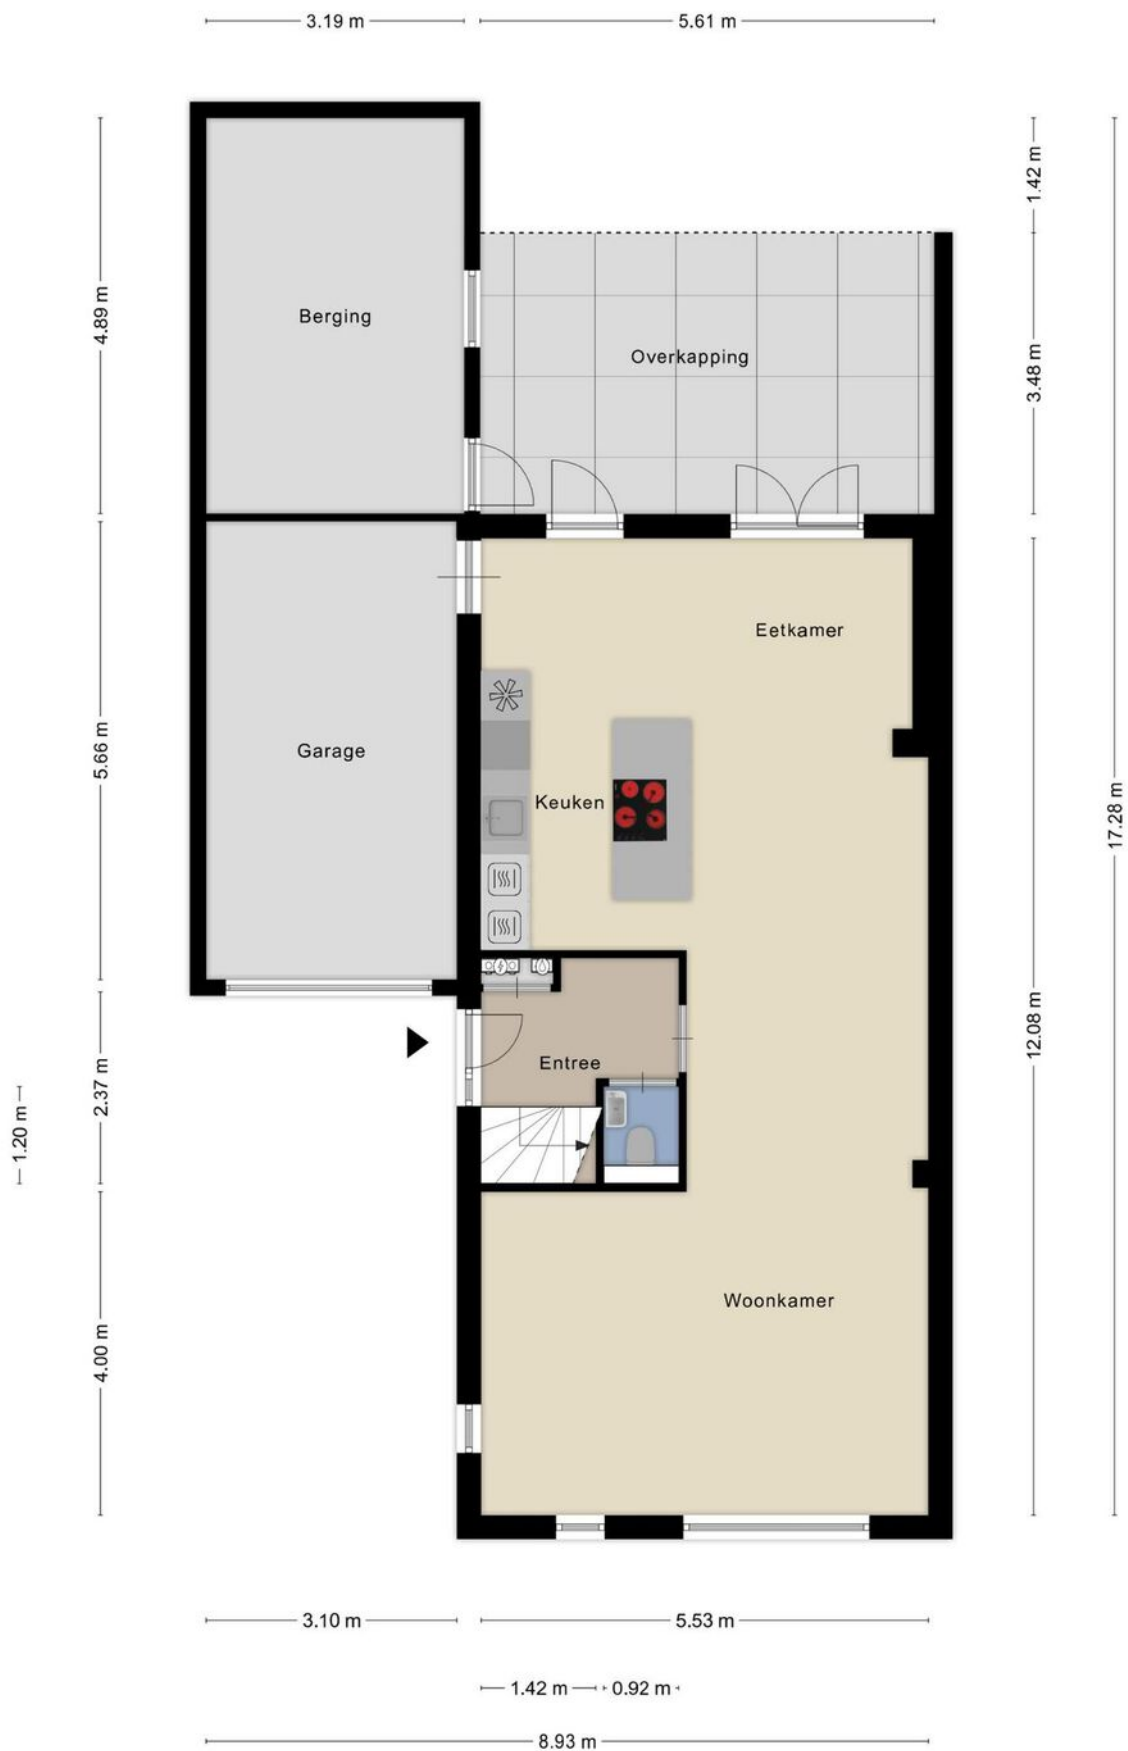 3.19 m
5.61 m
1.42 m
Berging
4.89 m
Overkapping
3.48 m
Eetkamer
5.66 m
Garage
Keuken
17.28 m
12.08 m
Entree
2.37 m
1.20 m
Woonkamer
4.00 m
3.10 m
5.53 m
1.42 m
0.92 m
8.93 m